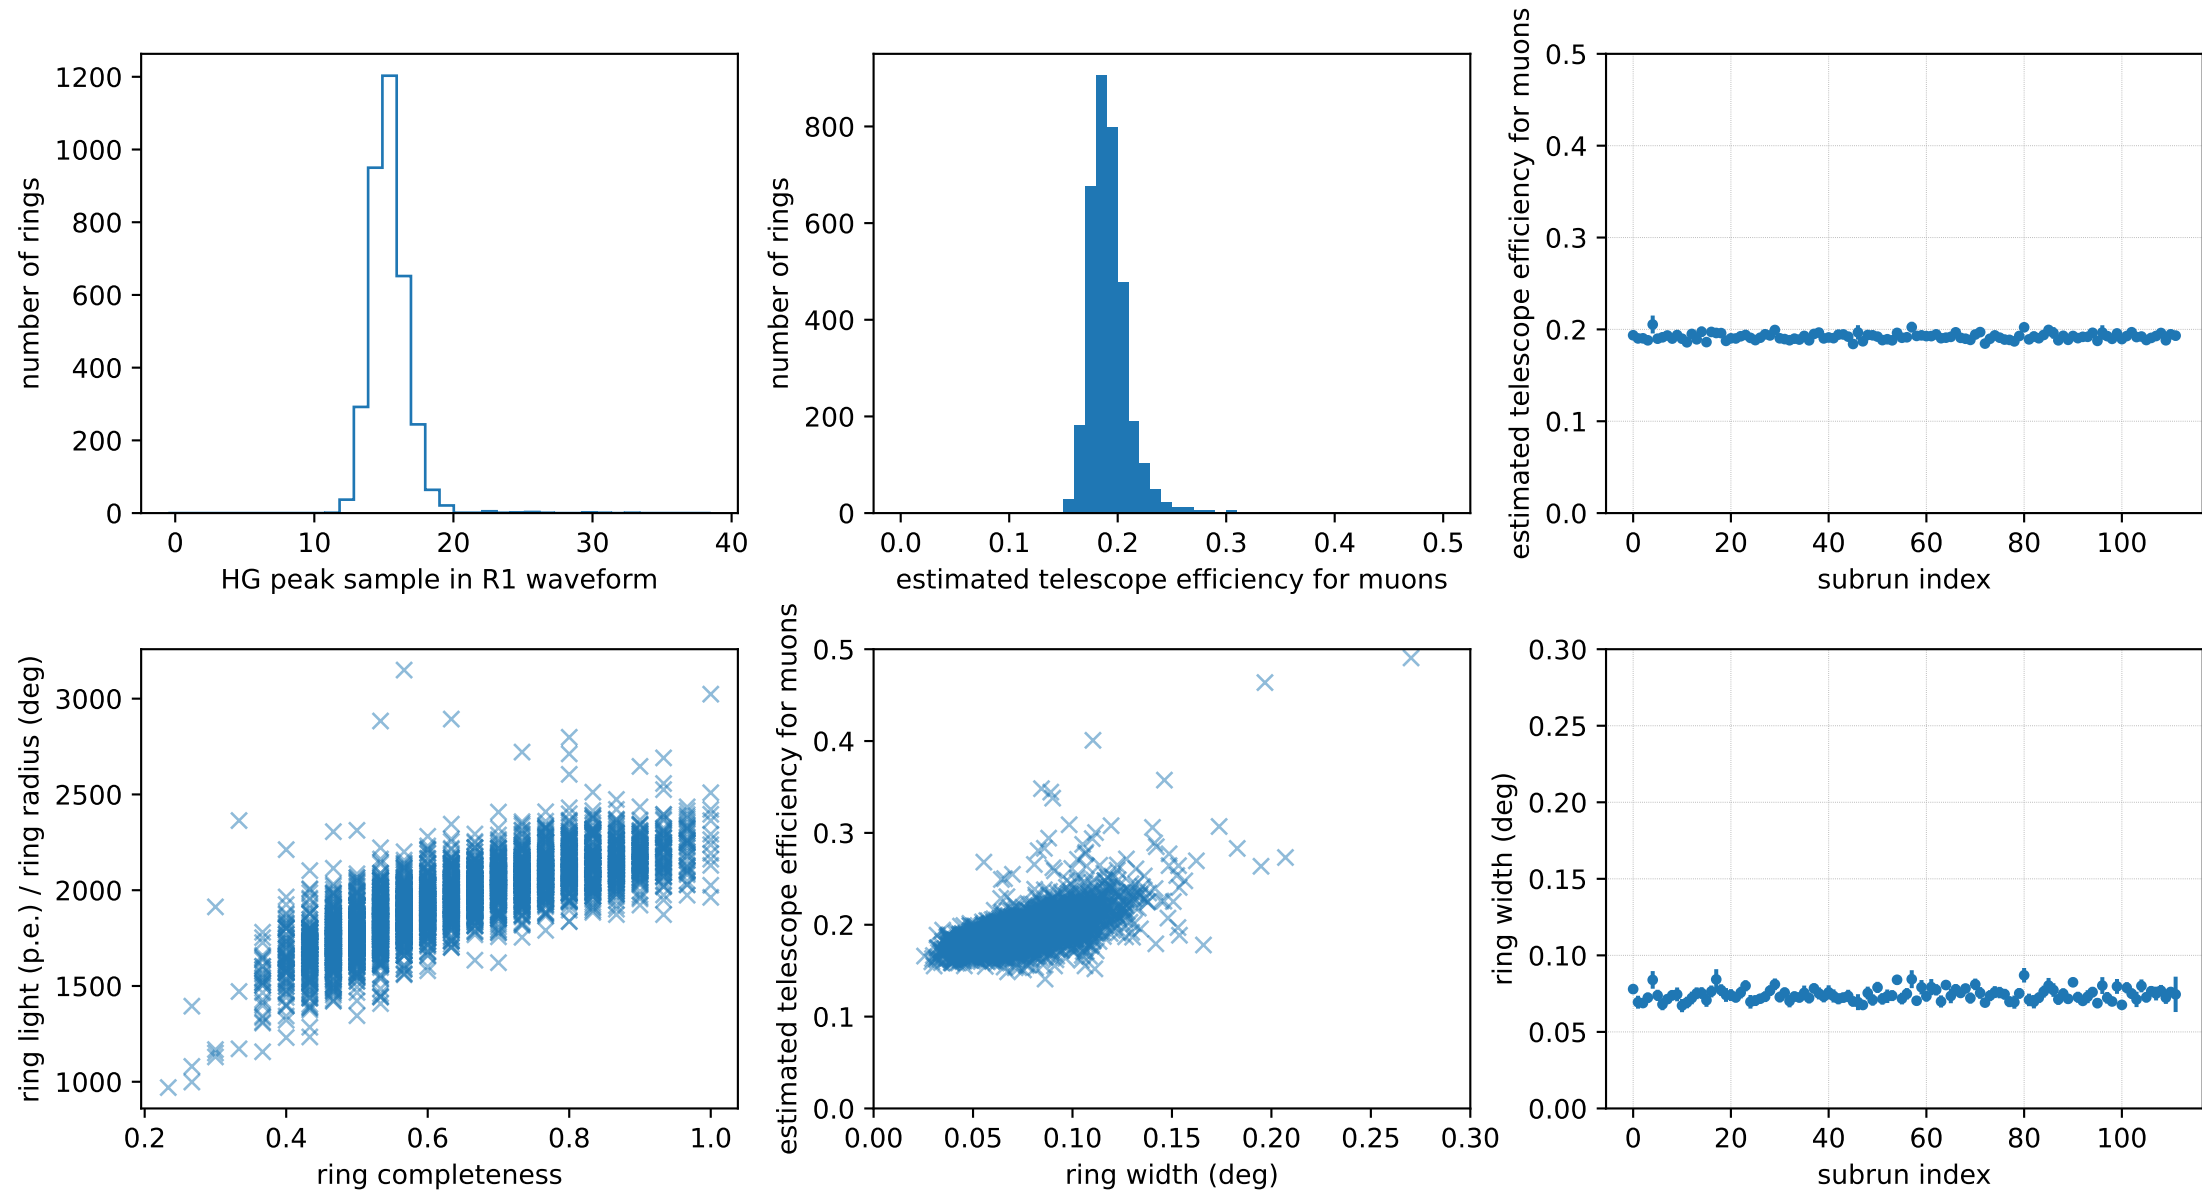 1200
1000
800
600
400
200
0
number of rings
0 10 20 30 40
HG peak sample in R1 waveform
800
600
400
200
0
number of rings
0.0 0.1 0.2 0.3 0.4 0.5
estimated telescope efficiency for muons
0.5
0.4
0.3
0.2
0.1
0.0
estimated telescope efficiency for muons
0 20 40 60 80 100
subrun index
3000
2500
2000
1500
1000
ring light (p.e.) / ring radius (deg)
0.2 0.4 0.6 0.8 1.0
ring completeness
0.5
0.4
0.3
0.2
0.1
0.0
estimated telescope efficiency for muons
0.00 0.05 0.10 0.15 0.20 0.25 0.30
ring width (deg)
0.30
0.25
0.20
0.15
0.10
0.05
0.00
ring width (deg)
0 20 40 60 80 100
subrun index